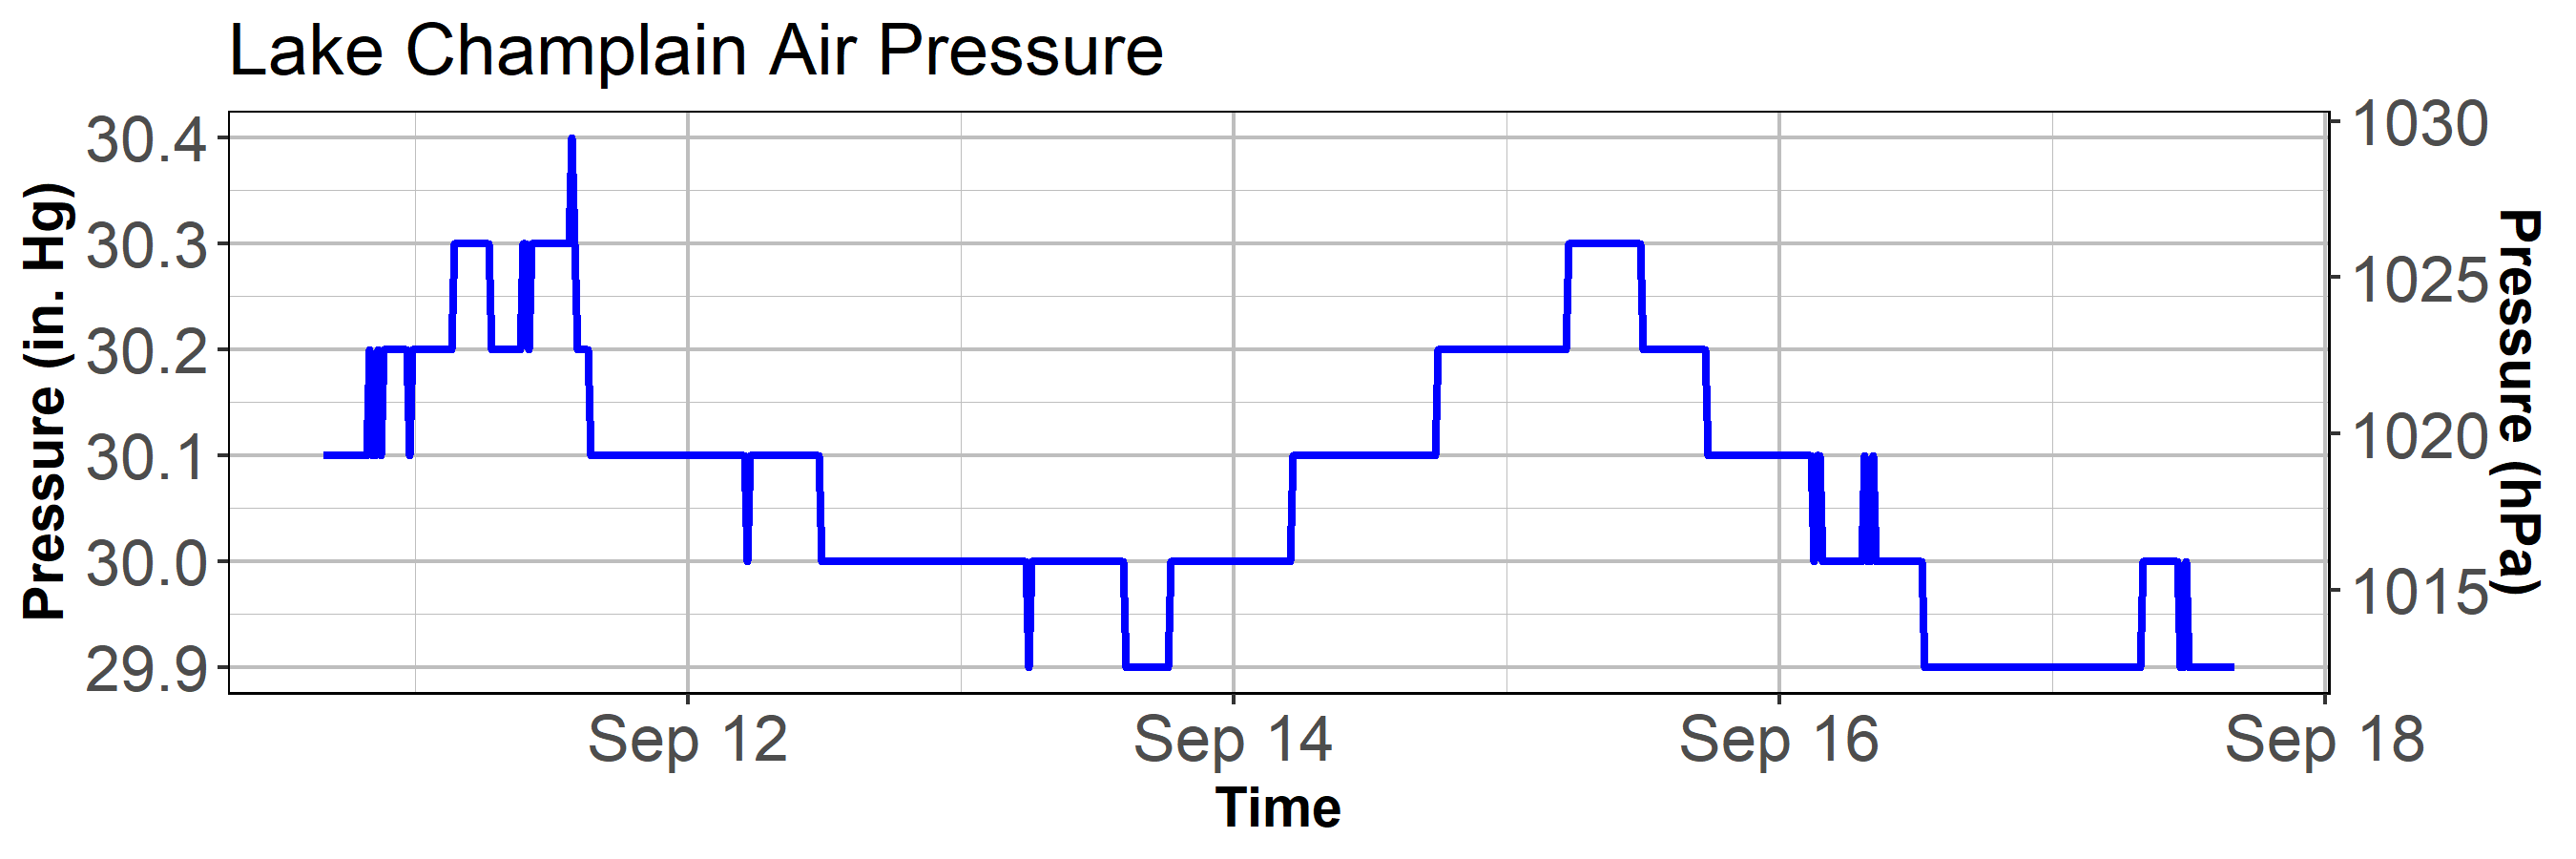 Lake Champlain Air Pressure
Pressure (in. Hg)
30.4
30.3
30.2
30.1
30.0
29.9
1030
1025
1020
1015
Pressure (hPa)
Sep 12 Sep 14 Sep 16 Sep 18
Time